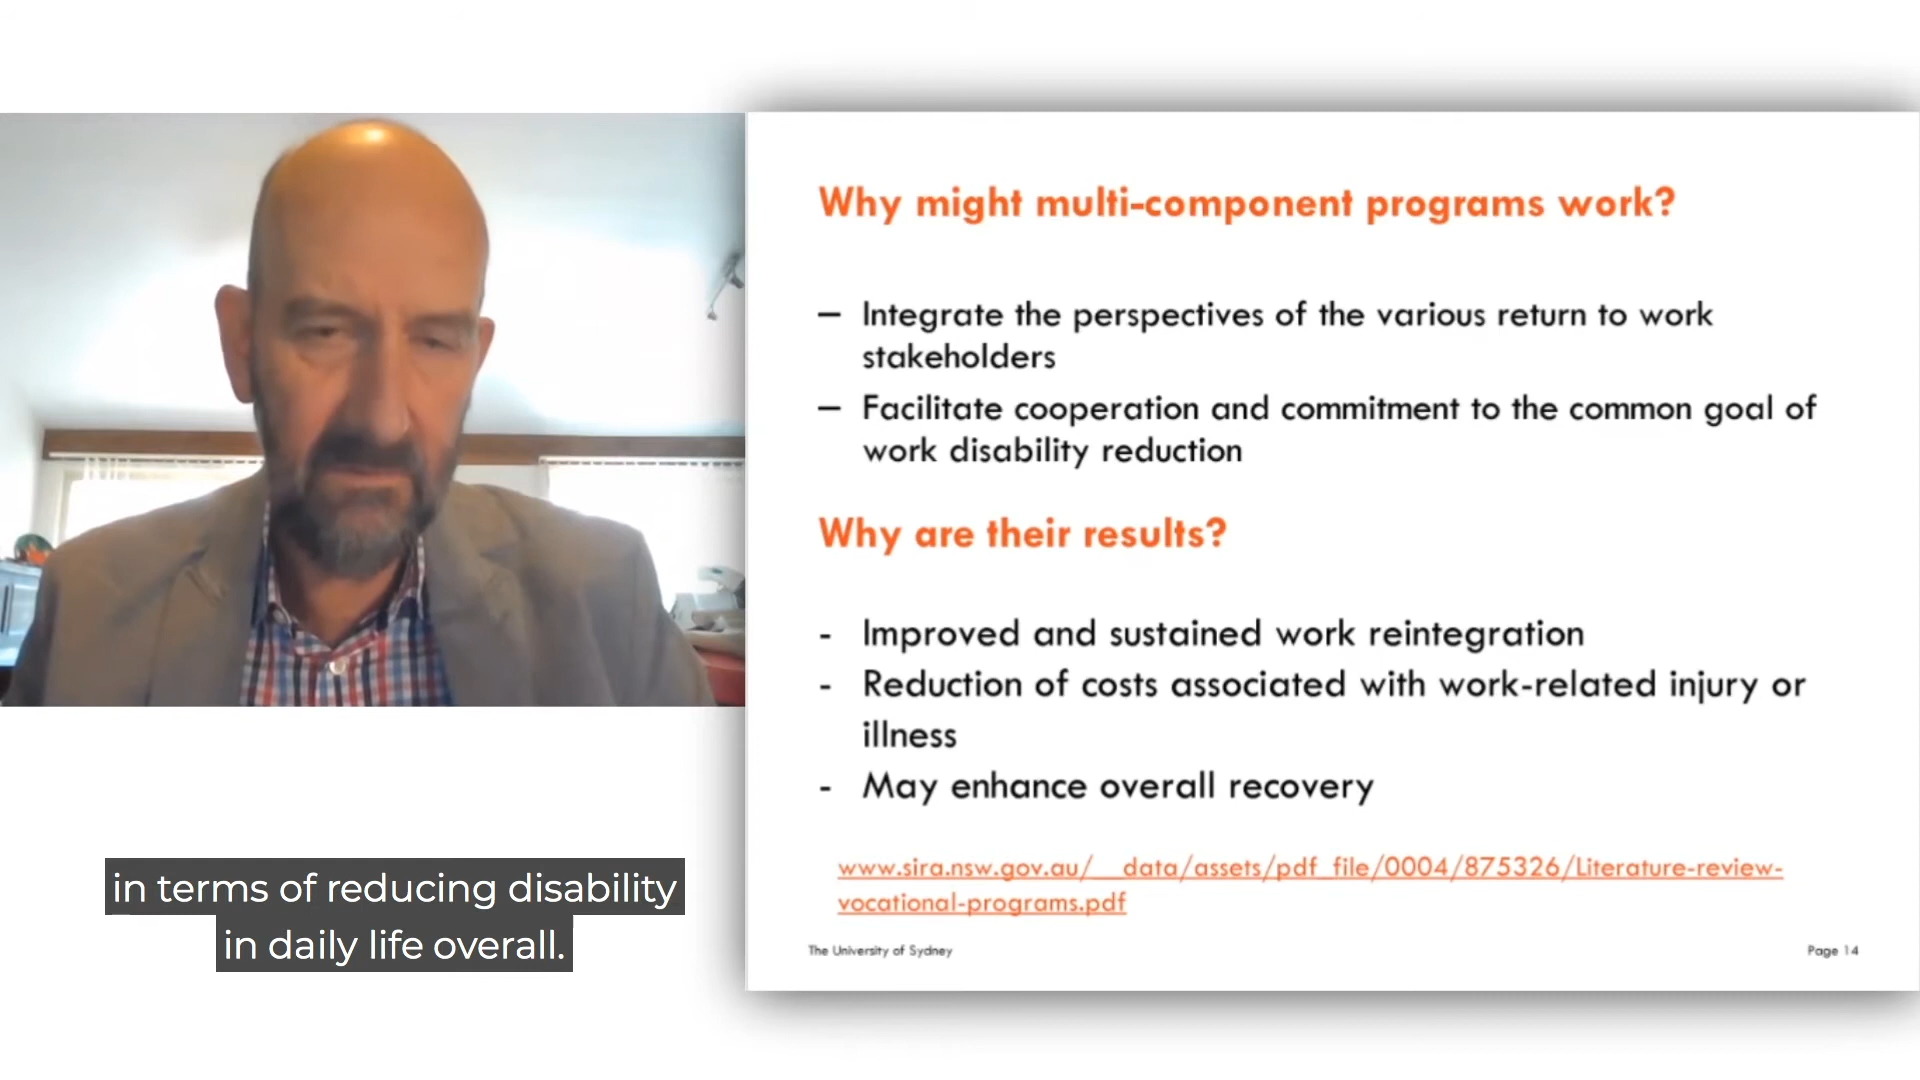 Why might multi-component programs work?
– Integrate the perspectives of the various return to work
stakeholders
– Facilitate cooperation and commitment to the common goal of
work disability reduction
Why are their results?
- Improved and sustained work reintegration
- Reduction of costs associated with work-related injury or
illness
- May enhance overall recovery
www.sira.nsw.gov.au/__data/assets/pdf_file/0004/875326/Literature-review-
vocational-programs.pdf
The University of Sydney
Page 14
in terms of reducing disability
in daily life overall.